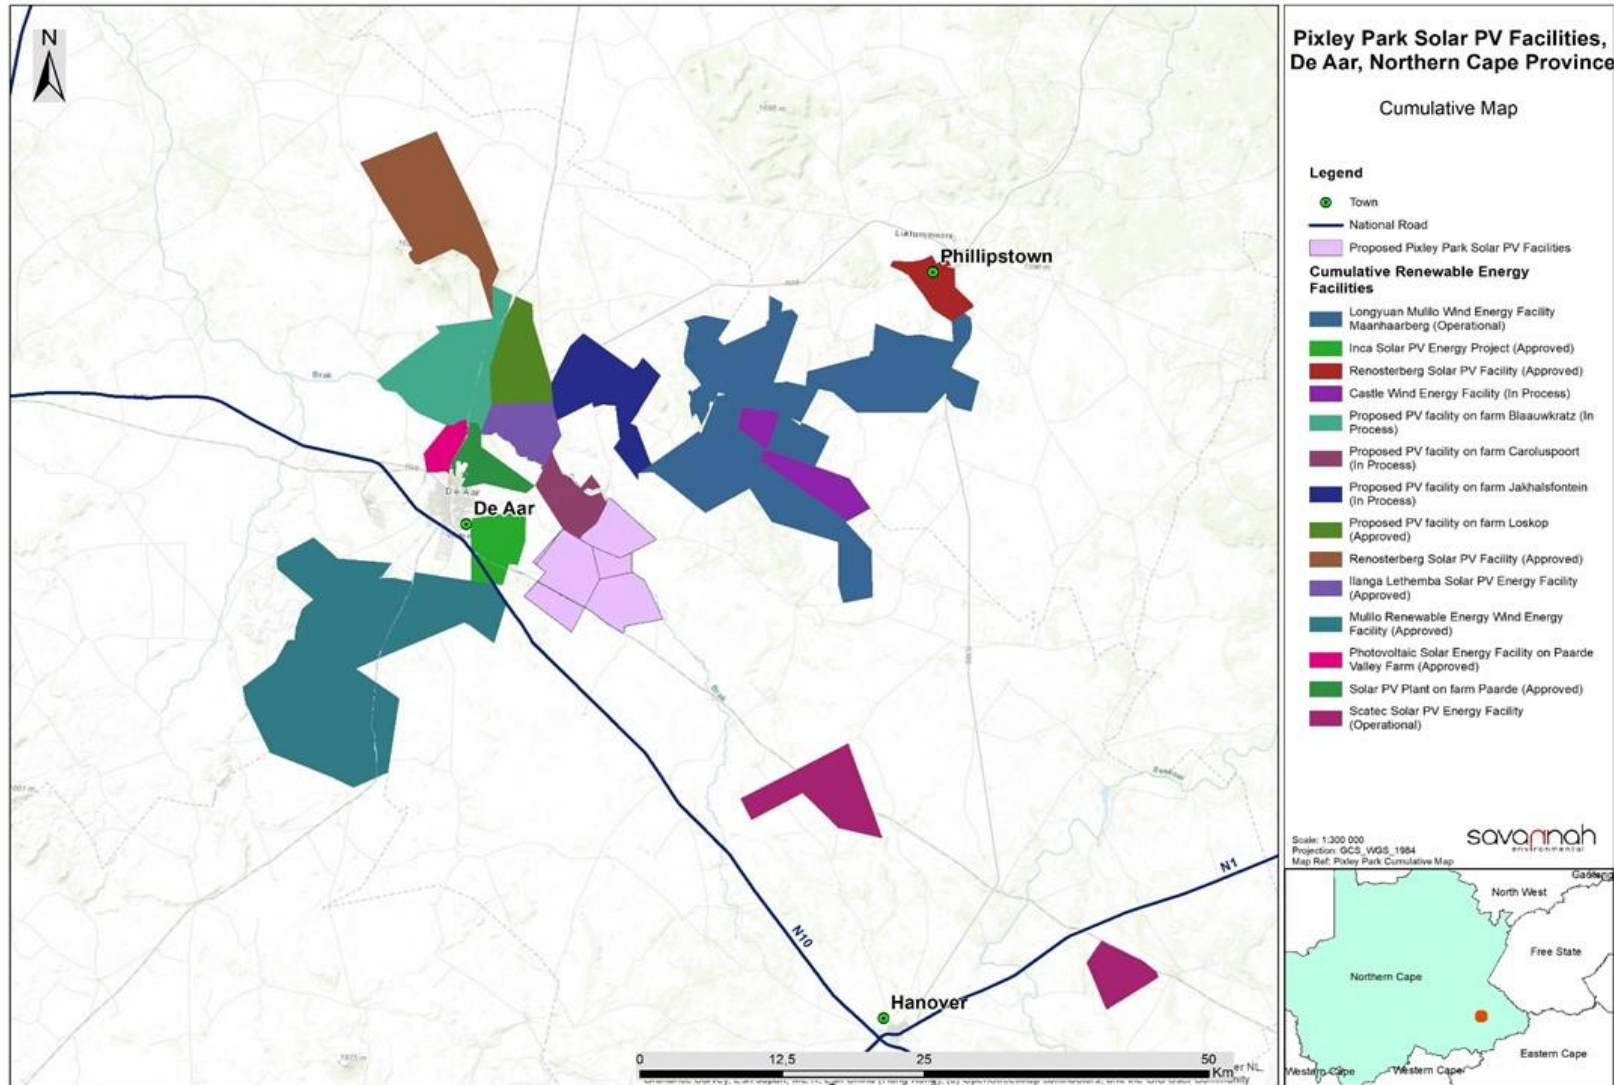 Pixley Park Solar PV Facilities,
De Aar, Northern Cape Province
Cumulative Map
Legend
Town
National Road
Proposed Pixley Park Solar PV Facilities
Cumulative Renewable Energy
Facilities
Longyuan Mulilo Wind Energy Facility
Maanhaarberg (Operational)
Inca Solar PV Energy Project (Approved)
Renosterberg Solar PV Facility (Approved)
Castle Wind Energy Facility (In Process)
Proposed PV facility on farm Blaauwkratz (In
Process)
Proposed PV facility on farm Caroluspoort
(In Process)
Proposed PV facility on farm Jakhalsfontein
(In Process)
Proposed PV facility on farm Loskop
(Approved)
Renosterberg Solar PV Facility (Approved)
Ilanga Lethemba Solar PV Energy Facility
(Approved)
Mulilo Renewable Energy Wind Energy
Facility (Approved)
Photovoltaic Solar Energy Facility on Paarde
Valley Farm (Approved)
Solar PV Plant on farm Paarde (Approved)
Scatec Solar PV Energy Facility
(Operational)
Scale: 1:300 000
Projection: GCS_WGS_1984
Map Ref: Pixley Park Cumulative Map
savannah
environmental
North West
Free State
Northern Cape
Eastern Cape
Western Cape
Western Cape
N
Phillipstown
Brak
De Aar
De Aar
Brak
N1
N10
Hanover
0
12,5
25
50
Km